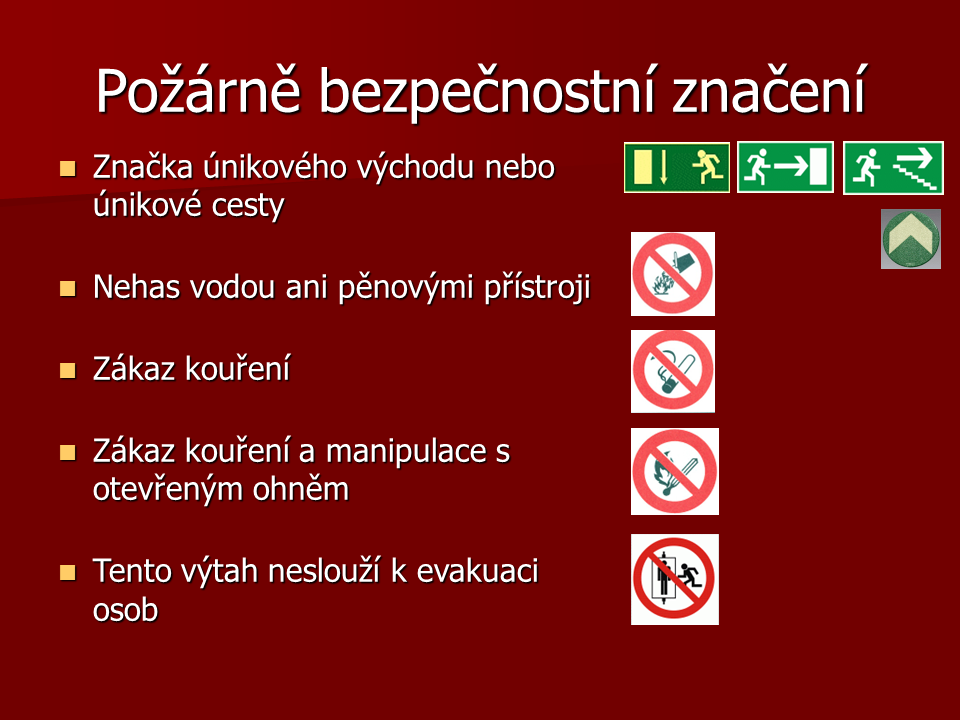 Požárně bezpečnostní značení
Značka únikového východu nebo
únikové cesty
Nehas vodou ani pěnovými přístroji
Zákaz kouření
Zákaz kouření a manipulace s
otevřeným ohněm
Tento výtah neslouží k evakuaci
osob